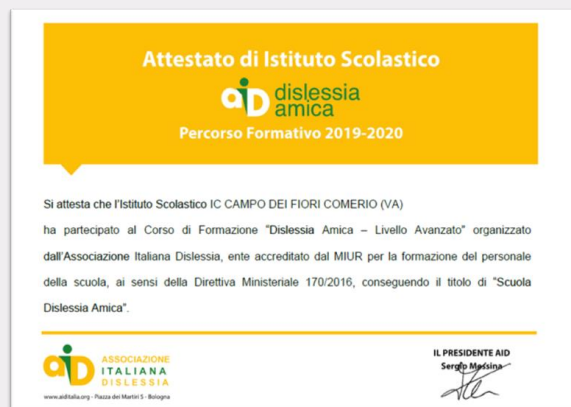 Attestato di Istituto Scolastico
aiD dislessia
amica
Percorso Formativo 2019-2020
Si attesta che l'Istituto Scolastico IC CAMPO DEI FIORI COMERIO (VA)
ha partecipato al Corso di Formazione "Dislessia Amica – Livello Avanzato" organizzato
dall'Associazione Italiana Dislessia, ente accreditato dal MIUR per la formazione del personale
della scuola, ai sensi della Direttiva Ministeriale 170/2016, conseguendo il titolo di "Scuola
Dislessia Amica".
aiD ASSOCIAZIONE
ITALIANA
DISLESSIA
www.aiditalia.org - Piazza dei Martiri 5 - Bologna
IL PRESIDENTE AID
Sergio Messina